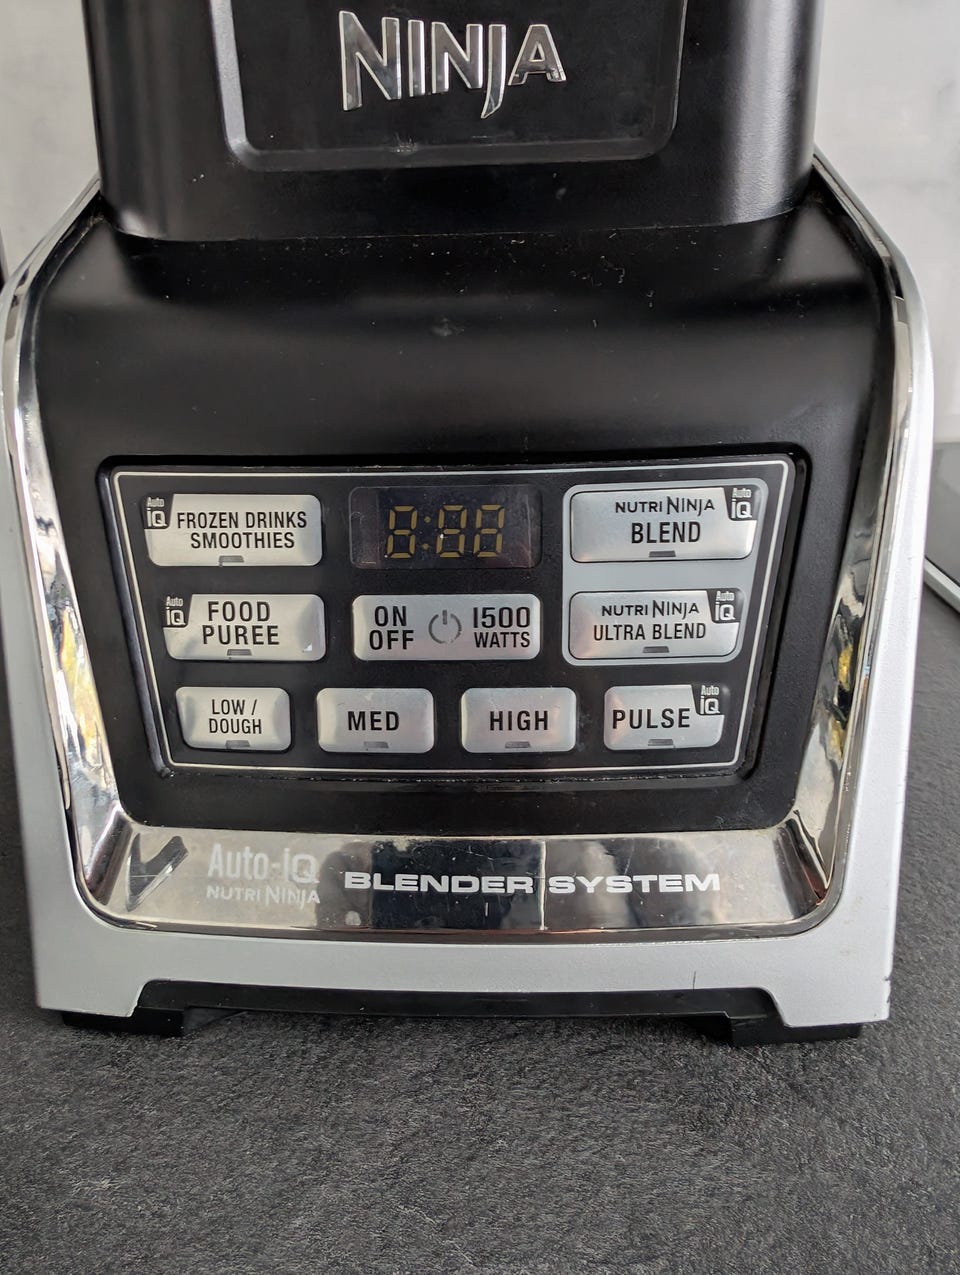 NINJA
Auto iQ FROZEN DRINKS
SMOOTHIES
8:88
NUTRI NINJA Auto iQ
BLEND
Auto iQ FOOD
PUREE
ON OFF 1500 WATTS
NUTRI NINJA Auto iQ
ULTRA BLEND
LOW /
DOUGH
MED
HIGH
PULSE Auto iQ
Auto-iQ
NUTRI NINJA
BLENDER SYSTEM